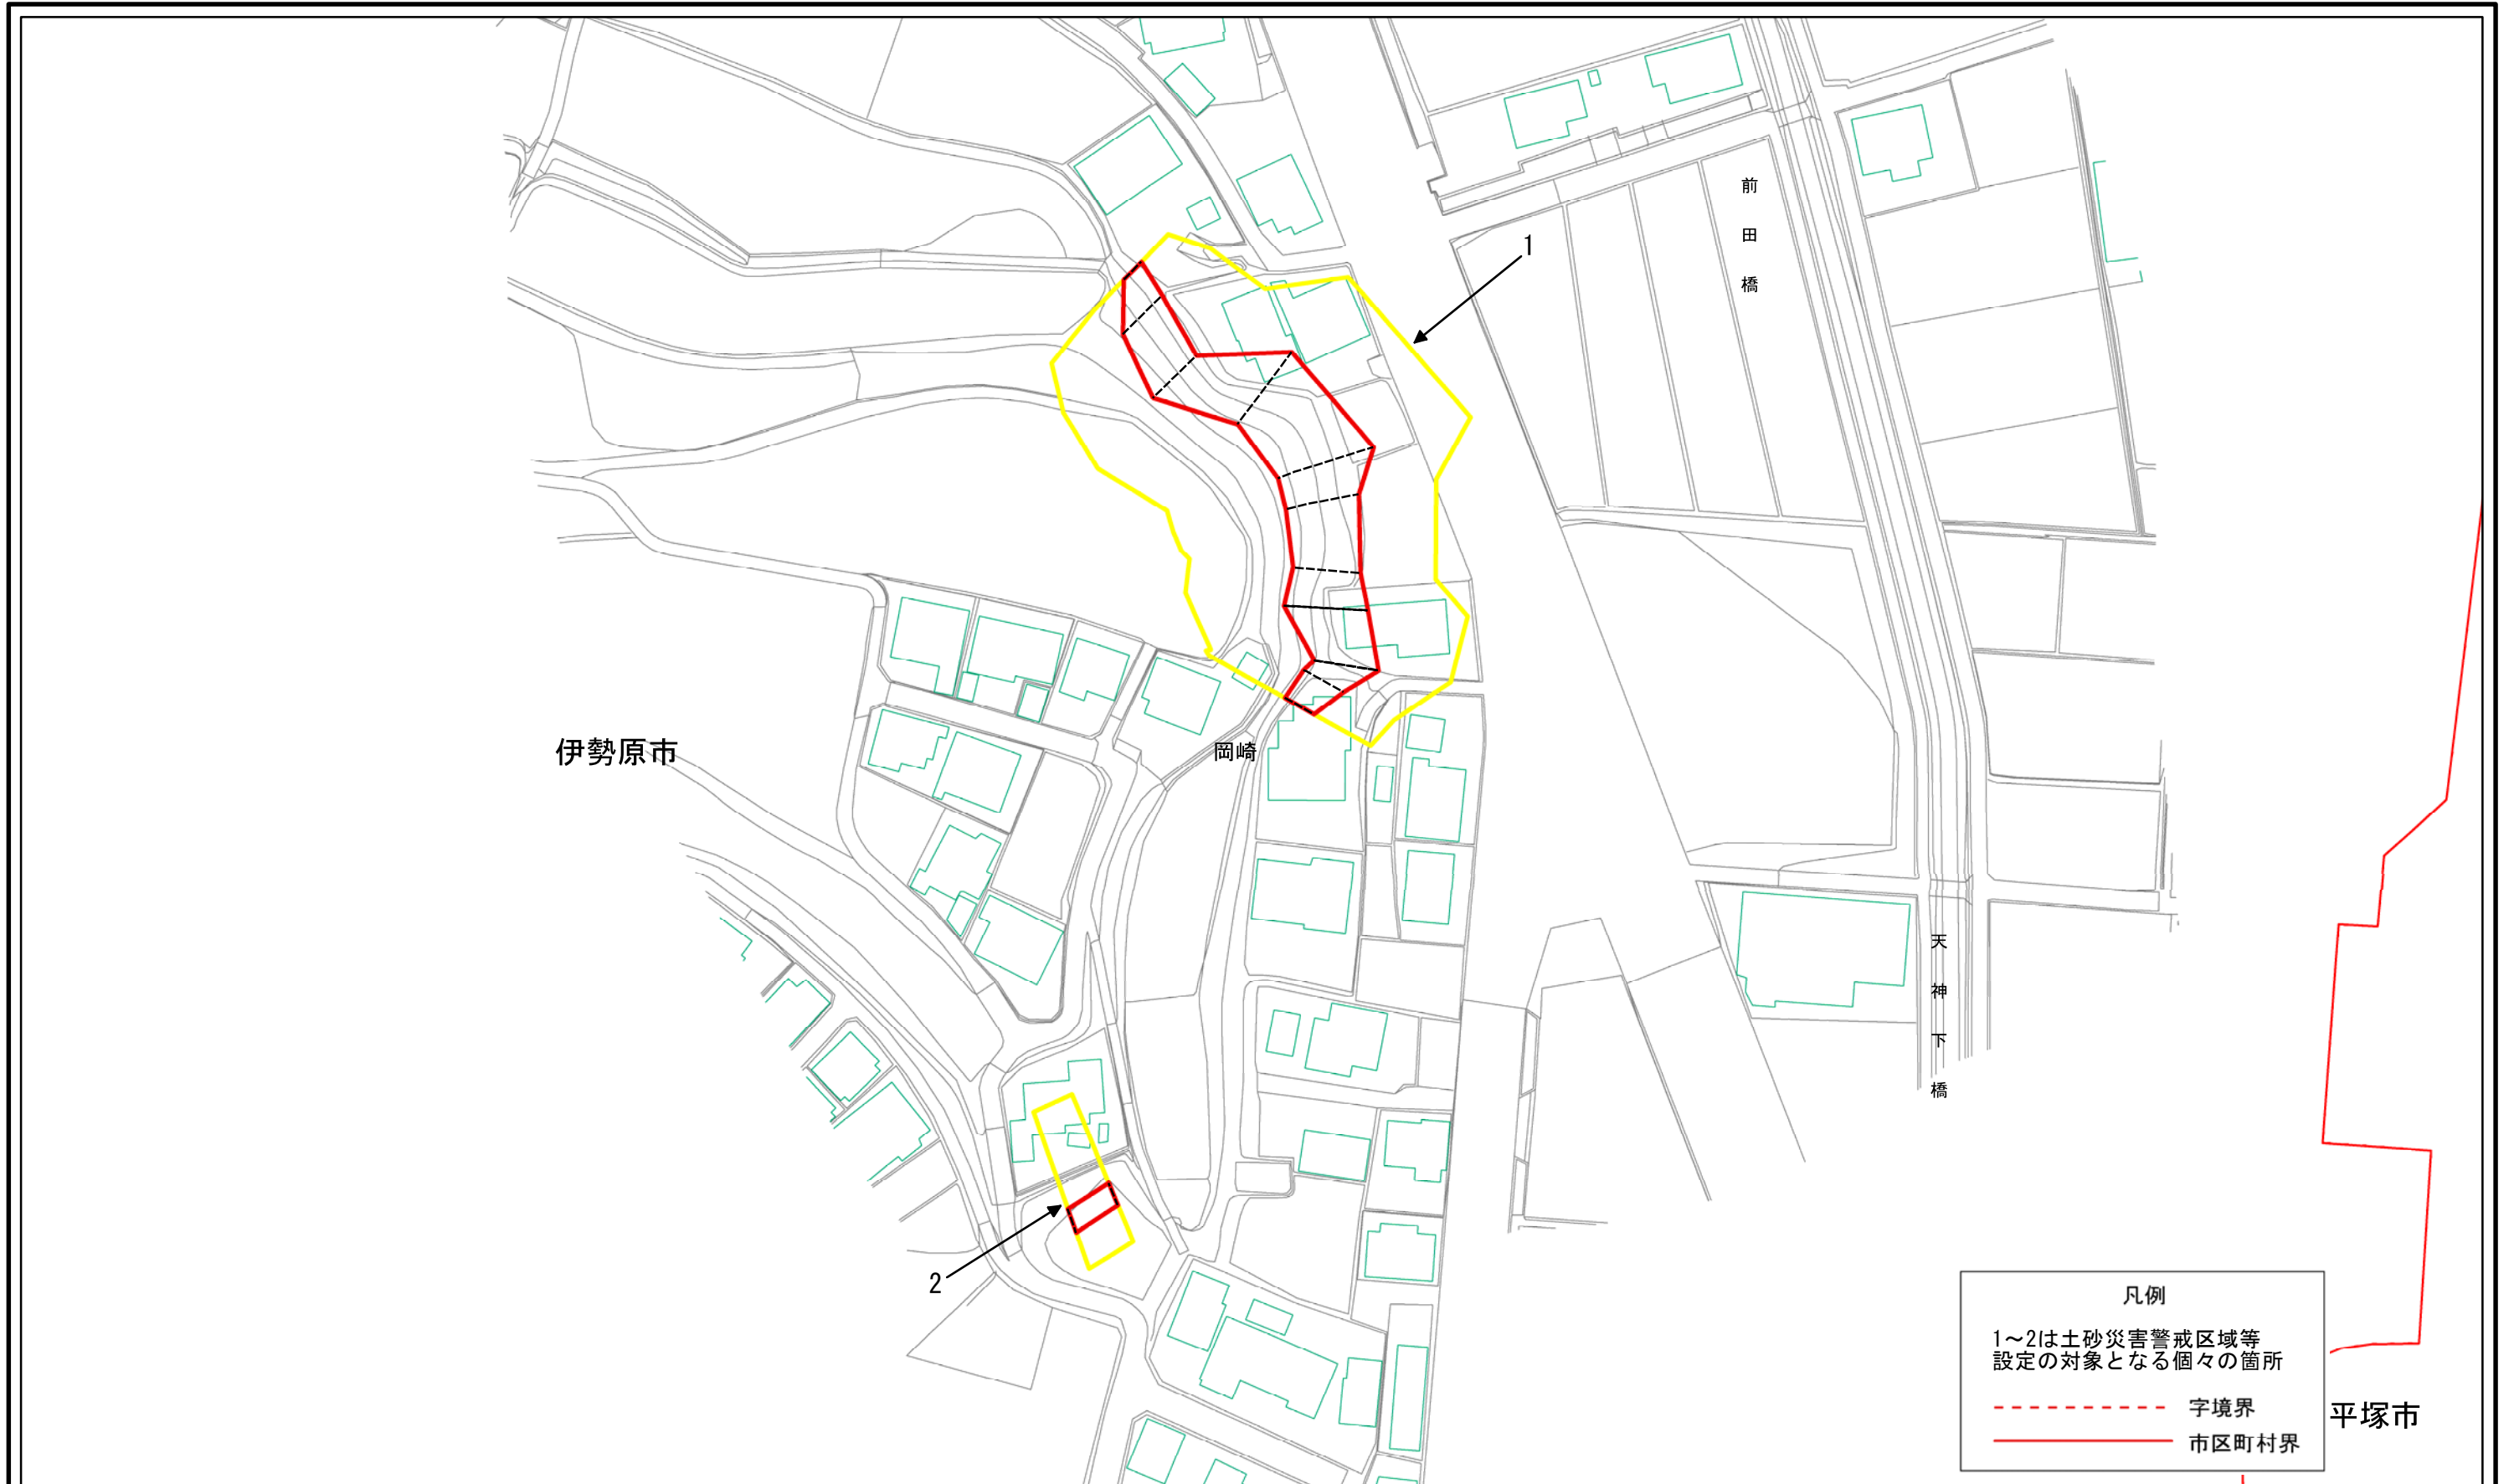 前田橋
1
伊勢原市
岡崎
天神下橋
2
凡例
1～2は土砂災害警戒区域等
設定の対象となる個々の箇所
字境界
市区町村界
平塚市